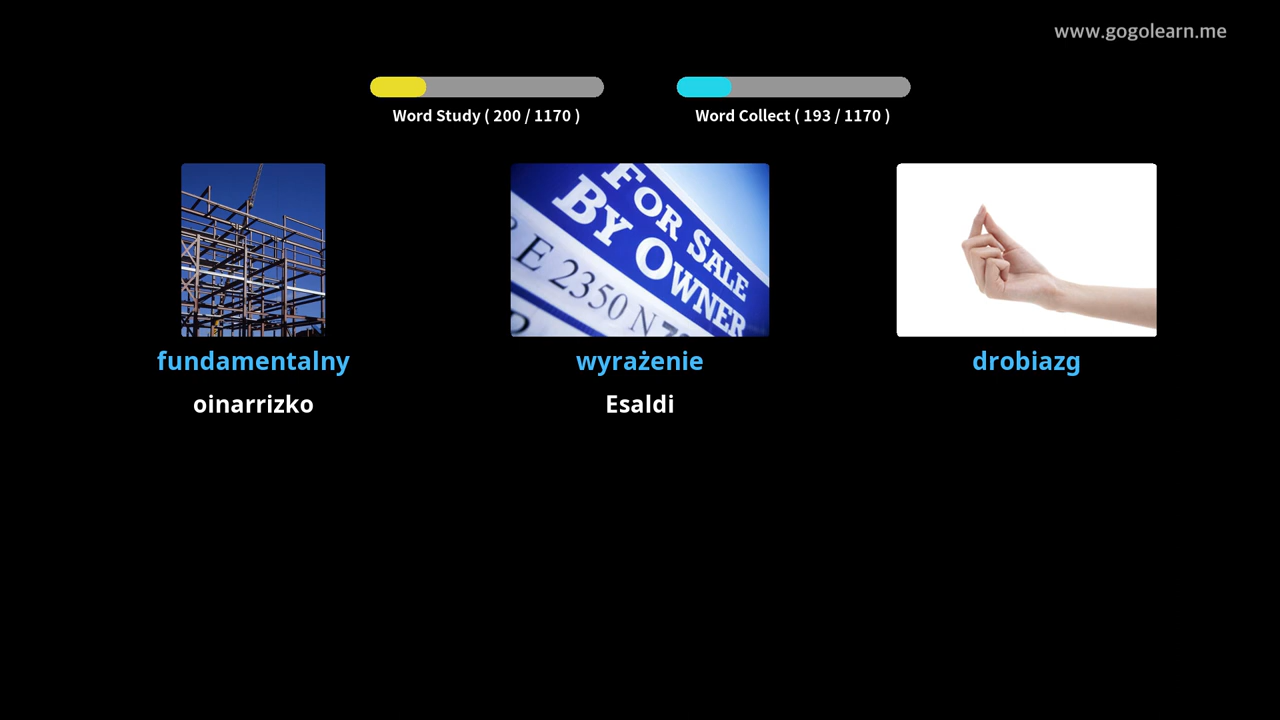 www.gogolearn.me
Word Study ( 200 / 1170 )
Word Collect ( 193 / 1170 )
FOR SALE
BY OWNER
E 2350 N
fundamentalny
wyrażenie
drobiazg
oinarrizko
Esaldi